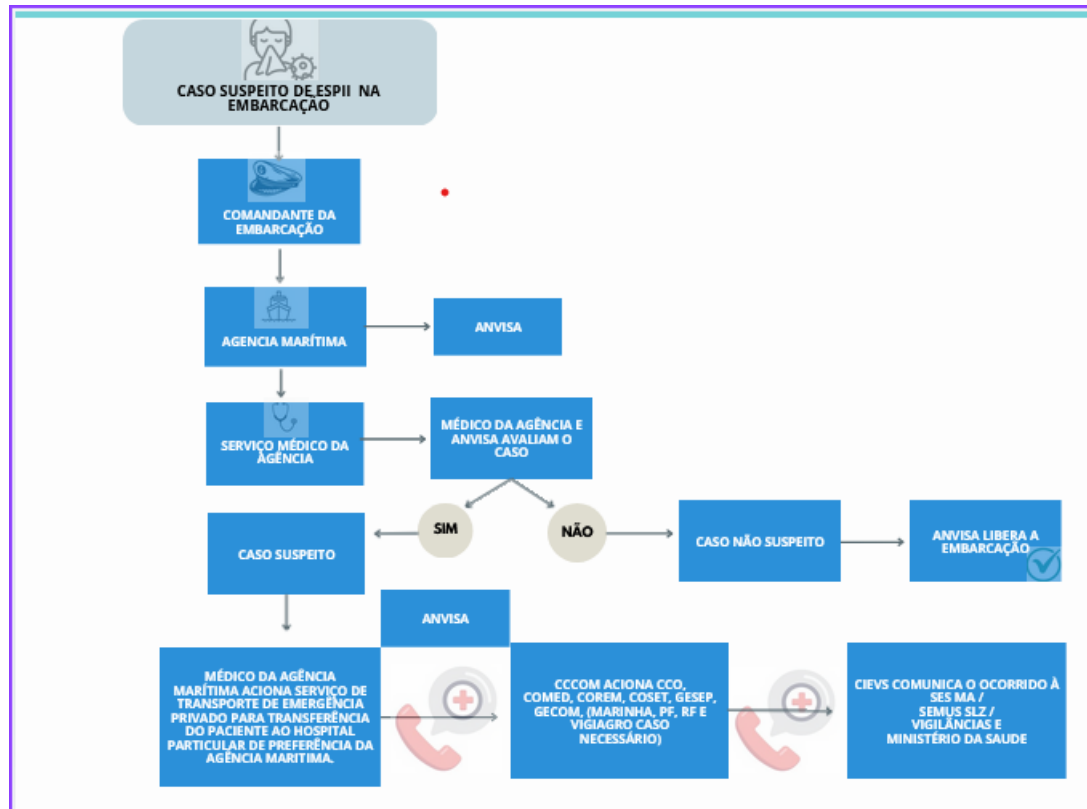 CASO SUSPEITO DE ESPII NA
EMBARCAÇÃO
COMANDANTE DA
EMBARCAÇÃO
AGENCIA MARÍTIMA
ANVISA
SERVIÇO MÉDICO DA
AGÊNCIA
MÉDICO DA AGÊNCIA E
ANVISA AVALIAM O
CASO
SIM
NÃO
CASO SUSPEITO
CASO NÃO SUSPEITO
ANVISA LIBERA A
EMBARCAÇÃO
ANVISA
MÉDICO DA AGÊNCIA
MARÍTIMA ACIONA SERVIÇO DE
TRANSPORTE DE EMERGÊNCIA
PRIVADO PARA TRANSFERÊNCIA
DO PACIENTE AO HOSPITAL
PARTICULAR DE PREFERÊNCIA DA
AGÊNCIA MARITIMA.
CCCOM ACIONA CCO,
COMED, COREM, COSET, GESEP,
GECOM, (MARINHA, PF, RF E
VIGIAGRO CASO
NECESSÁRIO)
CIEVS COMUNICA O OCORRIDO À
SES MA /
SEMUS SLZ /
VIGILÂNCIAS E
MINISTÉRIO DA SAUDE